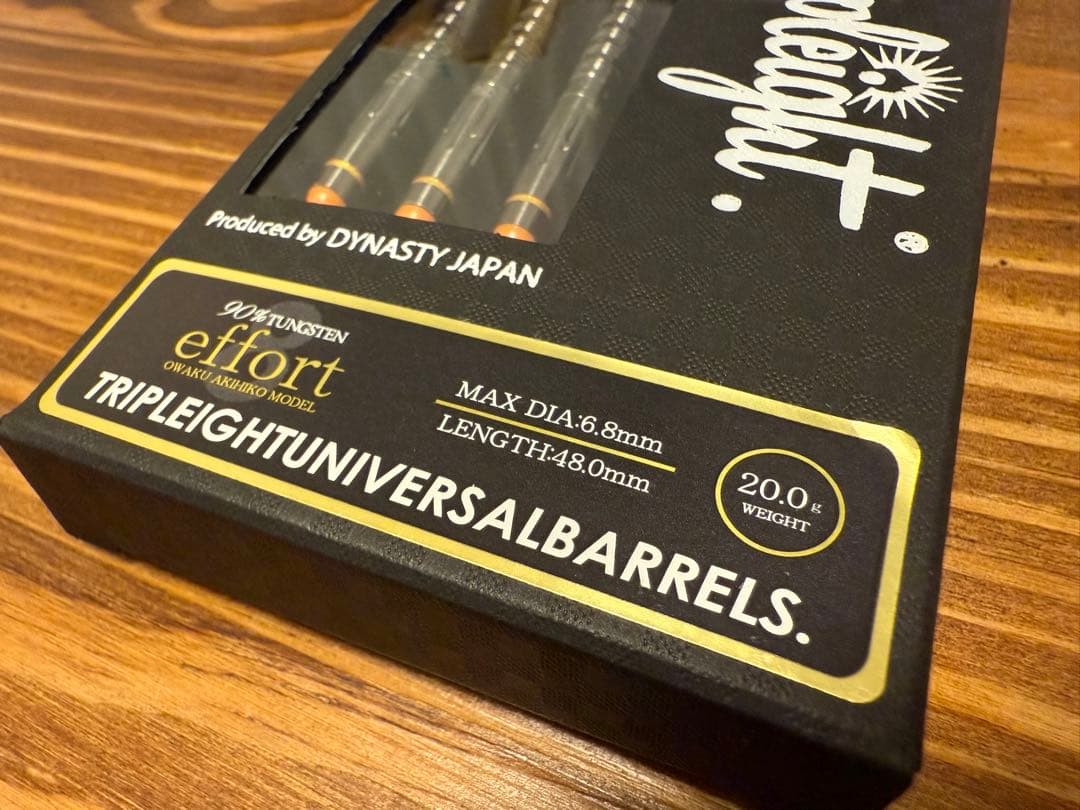 Produced by DYNASTY JAPAN
90% TUNGSTEN
effort
OWAKU AKIHIKO MODEL
MAX DIA:6.8mm
LENGTH:48.0mm
20.0g
WEIGHT
TRIPLEIGHTUNIVERSALBARRELS.